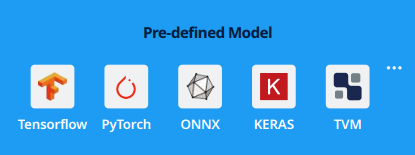 Pre-defined Model
K
Tensorflow PyTorch ONNX KERAS TVM